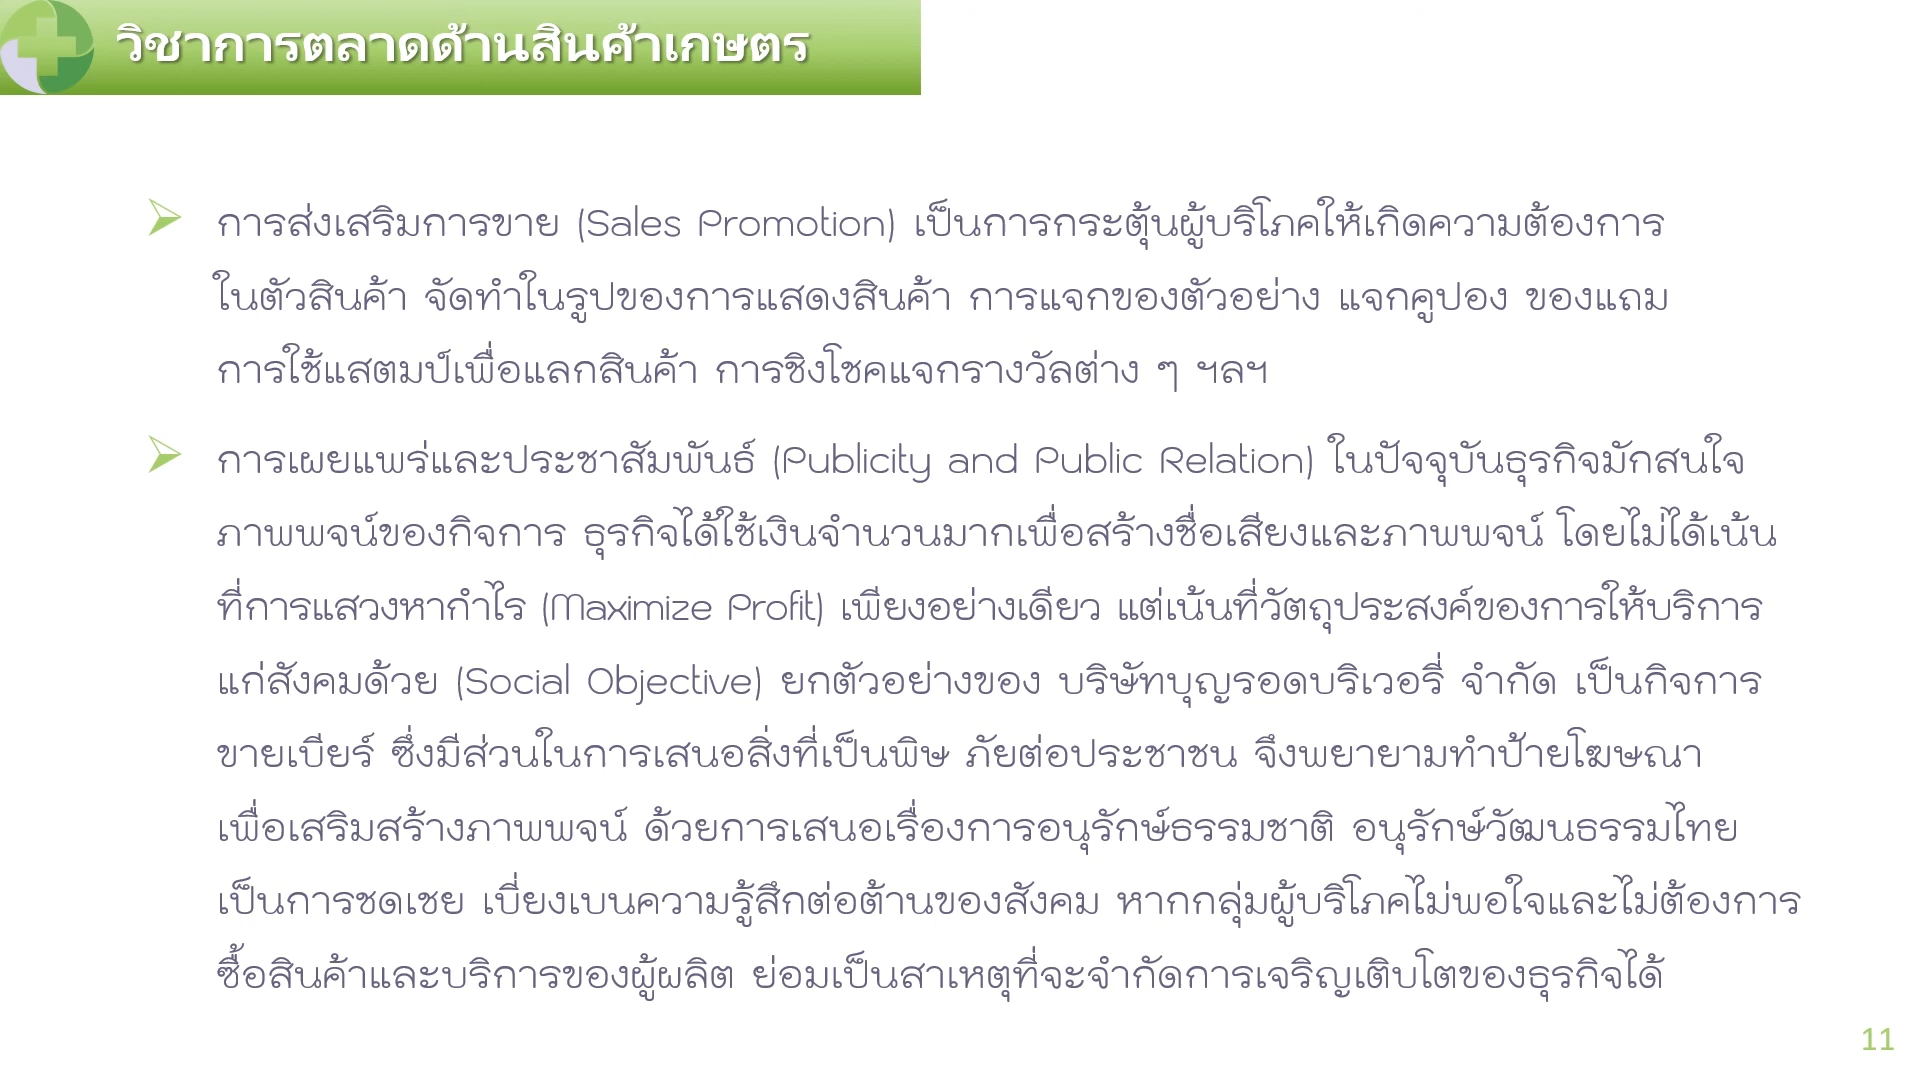 วิชาการตลาดด้านสินค้าเกษตร
การส่งเสริมการขาย (Sales Promotion) เป็นการกระตุ้นผู้บริโภคให้เกิดความต้องการ
ในตัวสินค้า จัดทำในรูปของการแสดงสินค้า การแจกของตัวอย่าง แจกคูปอง ของแถม
การใช้แสตมป์เพื่อแลกสินค้า การชิงโชคแจกรางวัลต่าง ๆ ฯลฯ
การเผยแพร่และประชาสัมพันธ์ (Publicity and Public Relation) ในปัจจุบันธุรกิจมักสนใจ
ภาพพจน์ของกิจการ ธุรกิจได้ใช้เงินจำนวนมากเพื่อสร้างชื่อเสียงและภาพพจน์ โดยไม่ได้เน้น
ที่การแสวงหากำไร (Maximize Profit) เพียงอย่างเดียว แต่เน้นที่วัตถุประสงค์ของการให้บริการ
แก่สังคมด้วย (Social Objective) ยกตัวอย่างของ บริษัทบุญรอดบริเวอรี่ จำกัด เป็นกิจการ
ขายเบียร์ ซึ่งมีส่วนในการเสนอสิ่งที่เป็นพิษ ภัยต่อประชาชน จึงพยายามทำป้ายโฆษณา
เพื่อเสริมสร้างภาพพจน์ ด้วยการเสนอเรื่องการอนุรักษ์ธรรมชาติ อนุรักษ์วัฒนธรรมไทย
เป็นการชดเชย เบี่ยงเบนความรู้สึกต่อต้านของสังคม หากกลุ่มผู้บริโภคไม่พอใจและไม่ต้องการ
ซื้อสินค้าและบริการของผู้ผลิต ย่อมเป็นสาเหตุที่จะจำกัดการเจริญเติบโตของธุรกิจได้
11